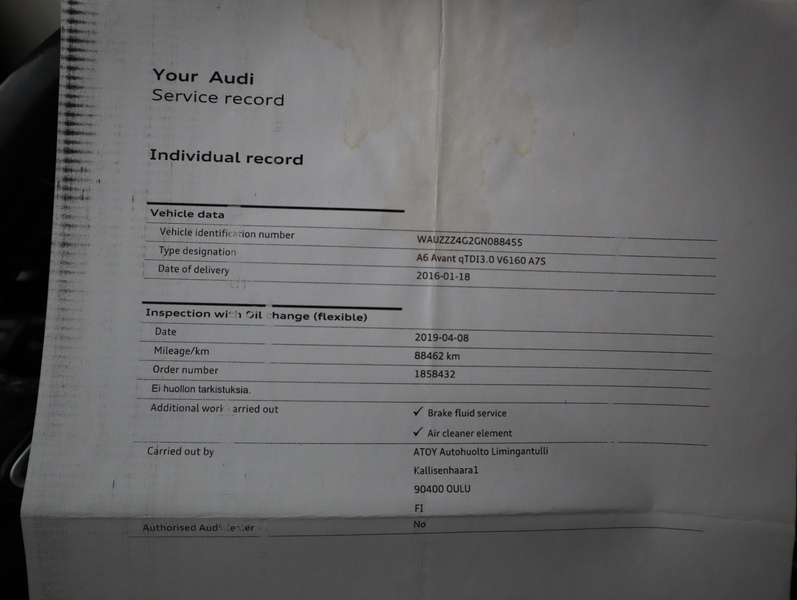 Your Audi
Service record
Individual record
Vehicle data
Vehicle identification number WAUZZZ4G2GN088455
Type designation A6 Avant qTDI3.0 V6160 A7S
Date of delivery 2016-01-18
Inspection with Oil change (flexible)
Date 2019-04-08
Mileage/km 88462 km
Order number 1858432
Ei huollon tarkistuksia.
Additional work carried out ✓ Brake fluid service
✓ Air cleaner element
Carried out by ATOY Autohuolto Limingantulli
Kallisenhaara1
90400 OULU
FI
Authorised Audi dealer No